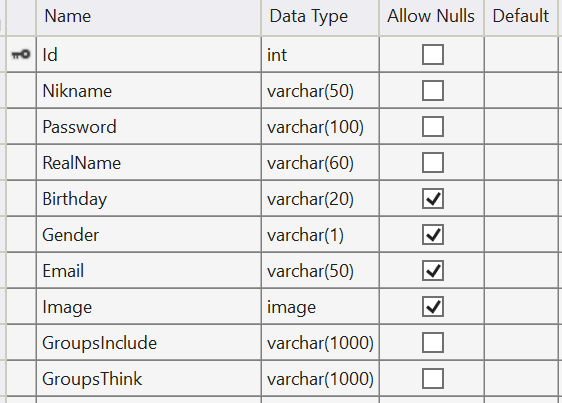 Name Data Type Allow Nulls Default
Id int
Nikname varchar(50)
Password varchar(100)
RealName varchar(60)
Birthday varchar(20)
Gender varchar(1)
Email varchar(50)
Image image
GroupsInclude varchar(1000)
GroupsThink varchar(1000)